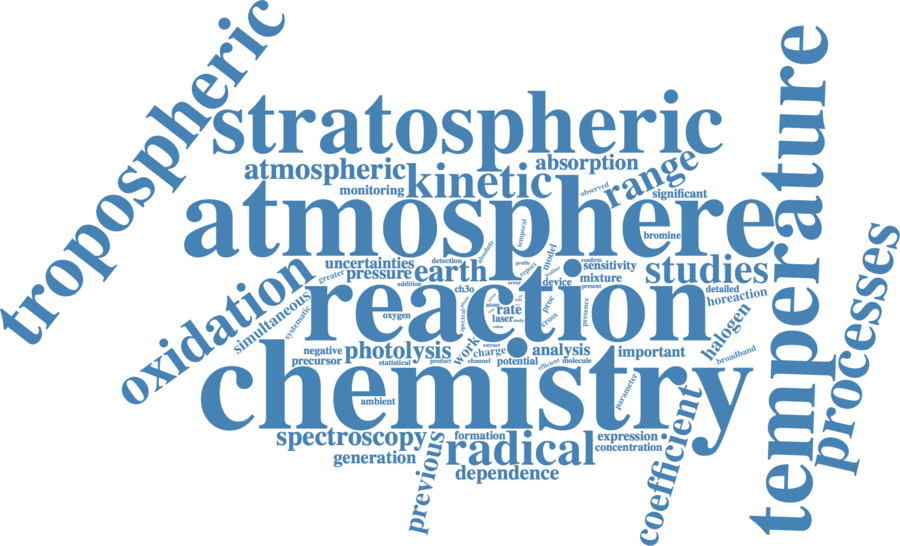 tropospheric
stratospheric
temperature
atmospheric
absorption
monitoring
kinetic
observed
range
significant
atmosphere
temporal
bromine
absolute
model
uncertainties
detection
profile
report
confirm
sensitivity
studies
processes
oxidation
greater
pressure
earth
addition
error
device
mixture
present
detailed
simultaneous
systematic
ch3o
horeaction
reaction
oxygen
spectral
rate
laser
study
value
proc
cross
presence
halogen
negative
precursor
photolysis
statistical
work
extract
charge
product
channel
potential
analysis
efficient
molecule
important
broadband
chemistry
ambient
parameter
spectroscopy
formation
radical
expression
concentration
generation
dependence
previous
coefficient